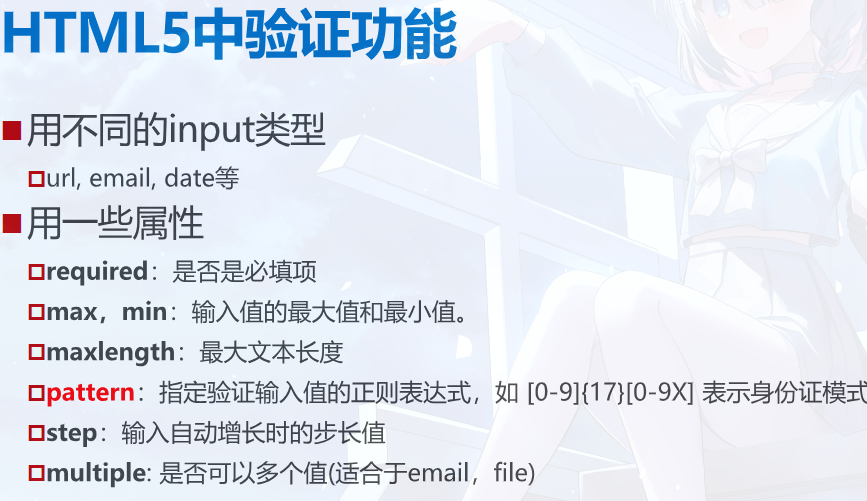 HTML5中验证功能
用不同的input类型
url, email, date等
用一些属性
required：是否是必填项
max，min：输入值的最大值和最小值。
maxlength：最大文本长度
pattern：指定验证输入值的正则表达式，如 [0-9]{17}[0-9X] 表示身份证模式
step：输入自动增长时的步长值
multiple: 是否可以多个值(适合于email，file)